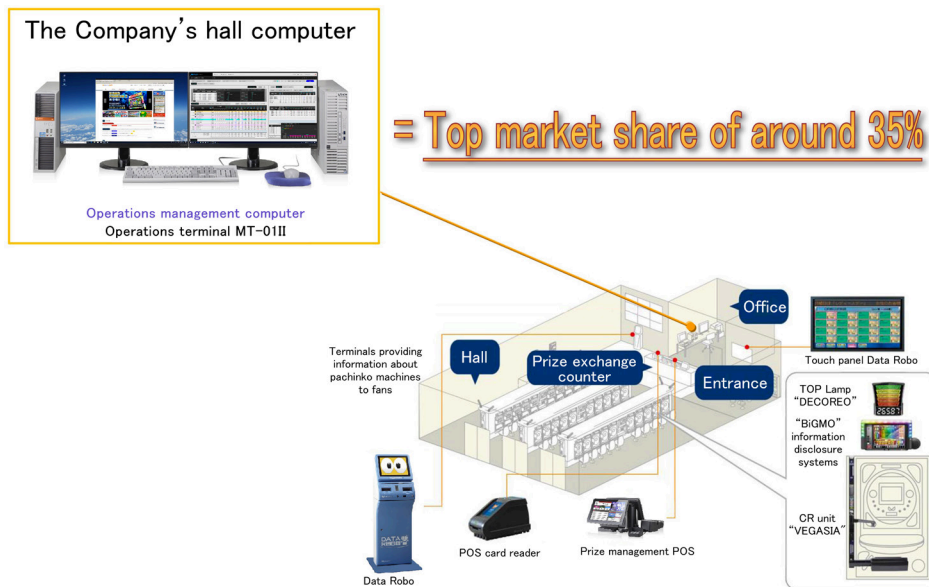 The Company's hall computer
Operations management computer
Operations terminal MT-01II
= Top market share of around 35%
Office
Hall
Prize exchange
counter
Entrance
Terminals providing
information about
pachinko machines
to fans
Touch panel Data Robo
TOP Lamp
“DECOREO”
26587
“BiGMO”
information
disclosure
systems
CR unit
“VEGASIA”
DATA
Data Robo
POS card reader
Prize management POS